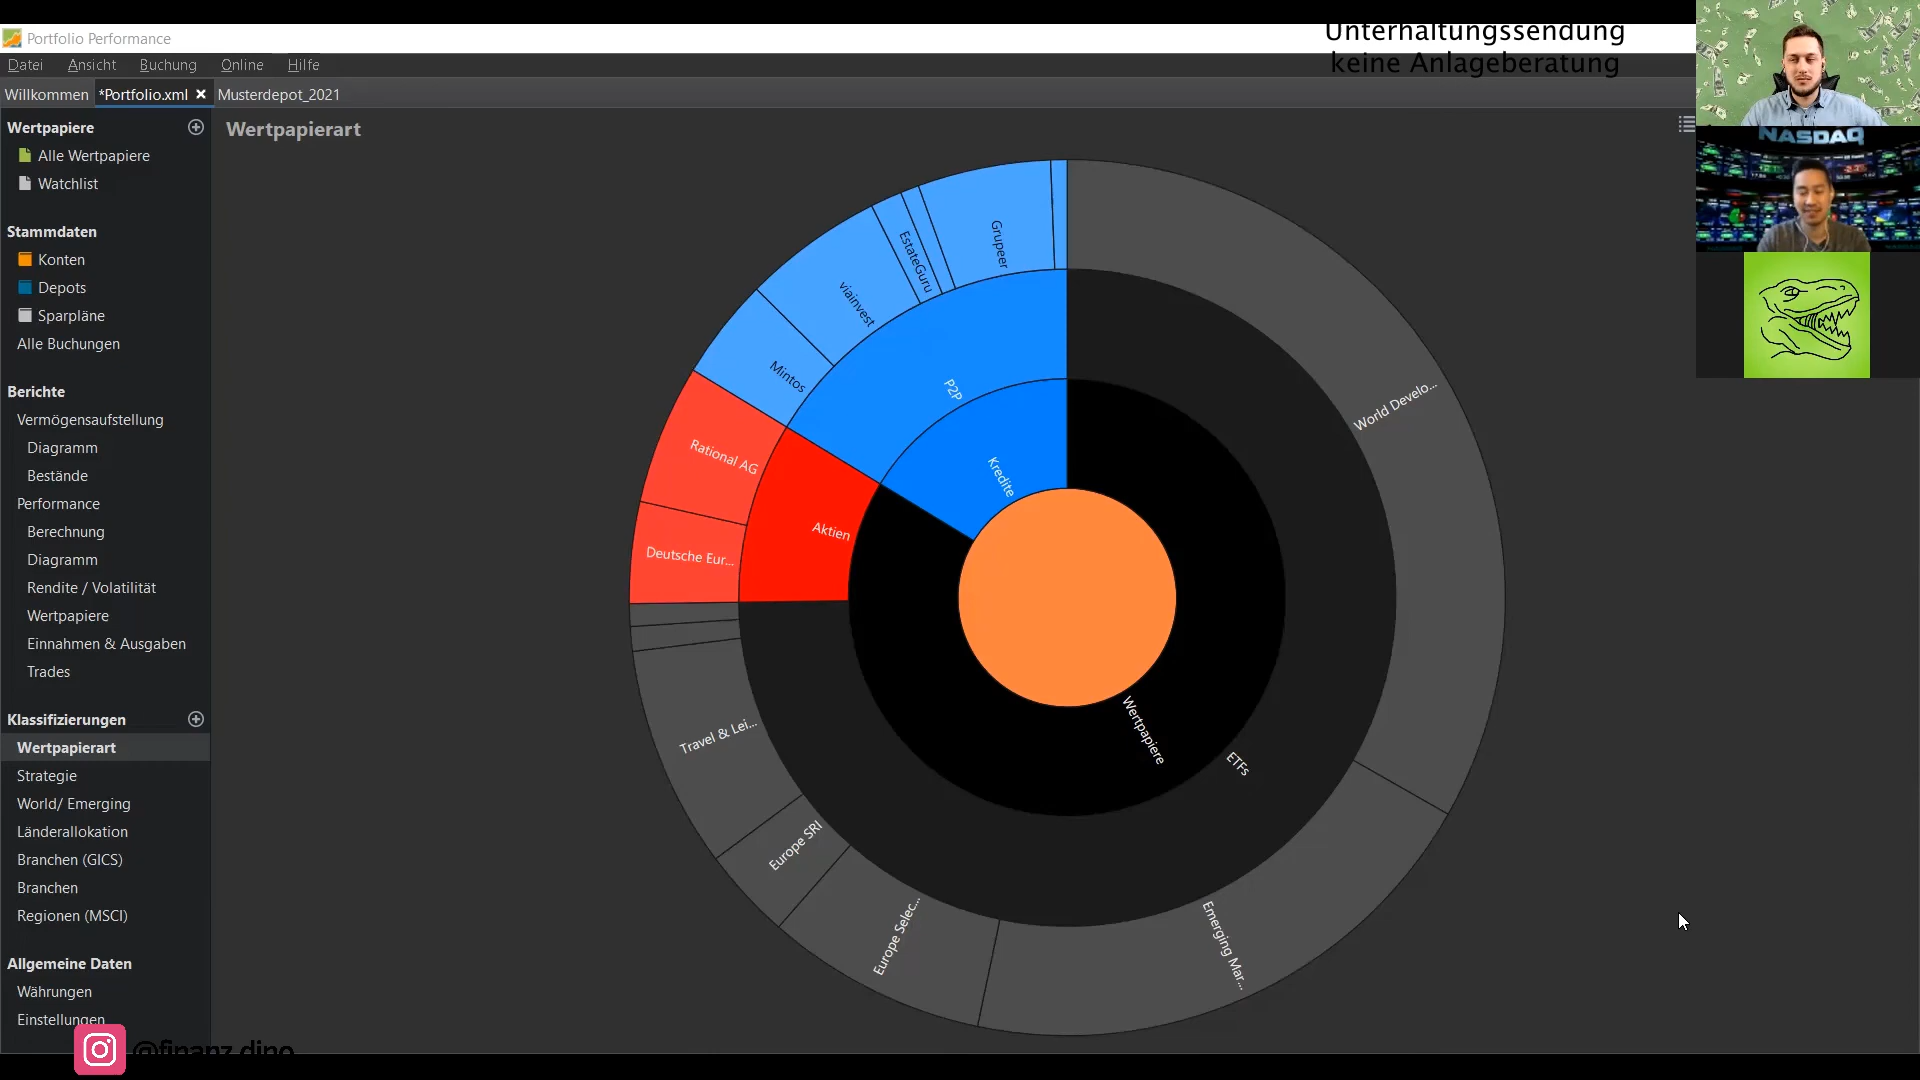 Portfolio Performance
Unterhaltungssendung
keine Anlageberatung
Datei Ansicht Buchung Online Hilfe
Willkommen *Portfolio.xml Musterdepot_2021
NASDAQ
Wertpapiere
Alle Wertpapiere
Watchlist
Stammdaten
Konten
Depots
Sparpläne
Alle Buchungen
Berichte
Vermögensaufstellung
Diagramm
Bestände
Performance
Berechnung
Diagramm
Rendite / Volatilität
Wertpapiere
Einnahmen & Ausgaben
Trades
Klassifizierungen
Wertpapierart
Strategie
World/ Emerging
Länderallokation
Branchen (GICS)
Branchen
Regionen (MSCI)
Allgemeine Daten
Währungen
Einstellungen
@finanz.dino
Wertpapierart
Grupeer
EstateGuru
viainvest
Mintos
P2P
Kredite
World Develo...
Rational AG
Aktien
Deutsche Eur...
Travel & Lei...
Wertpapiere
ETFs
Europe SRI
Europe Selec...
Emerging Mar...